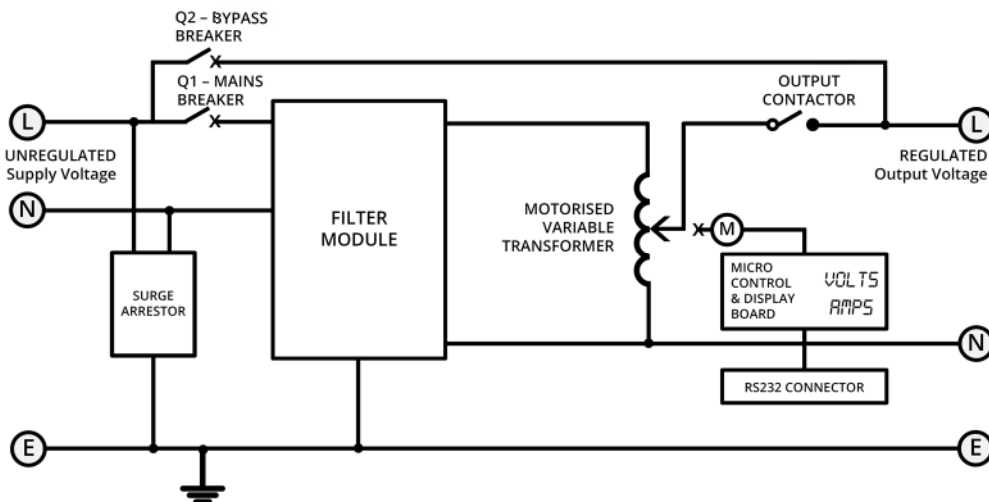 Q2 – BYPASS
BREAKER
Q1 – MAINS
BREAKER
OUTPUT
CONTACTOR
L
L
UNREGULATED
Supply Voltage
REGULATED
Output Voltage
N
FILTER
MODULE
MOTORISED
VARIABLE
TRANSFORMER
M
MICRO
CONTROL
& DISPLAY
BOARD
VOLTS
AMPS
SURGE
ARRESTOR
N
RS232 CONNECTOR
E
E